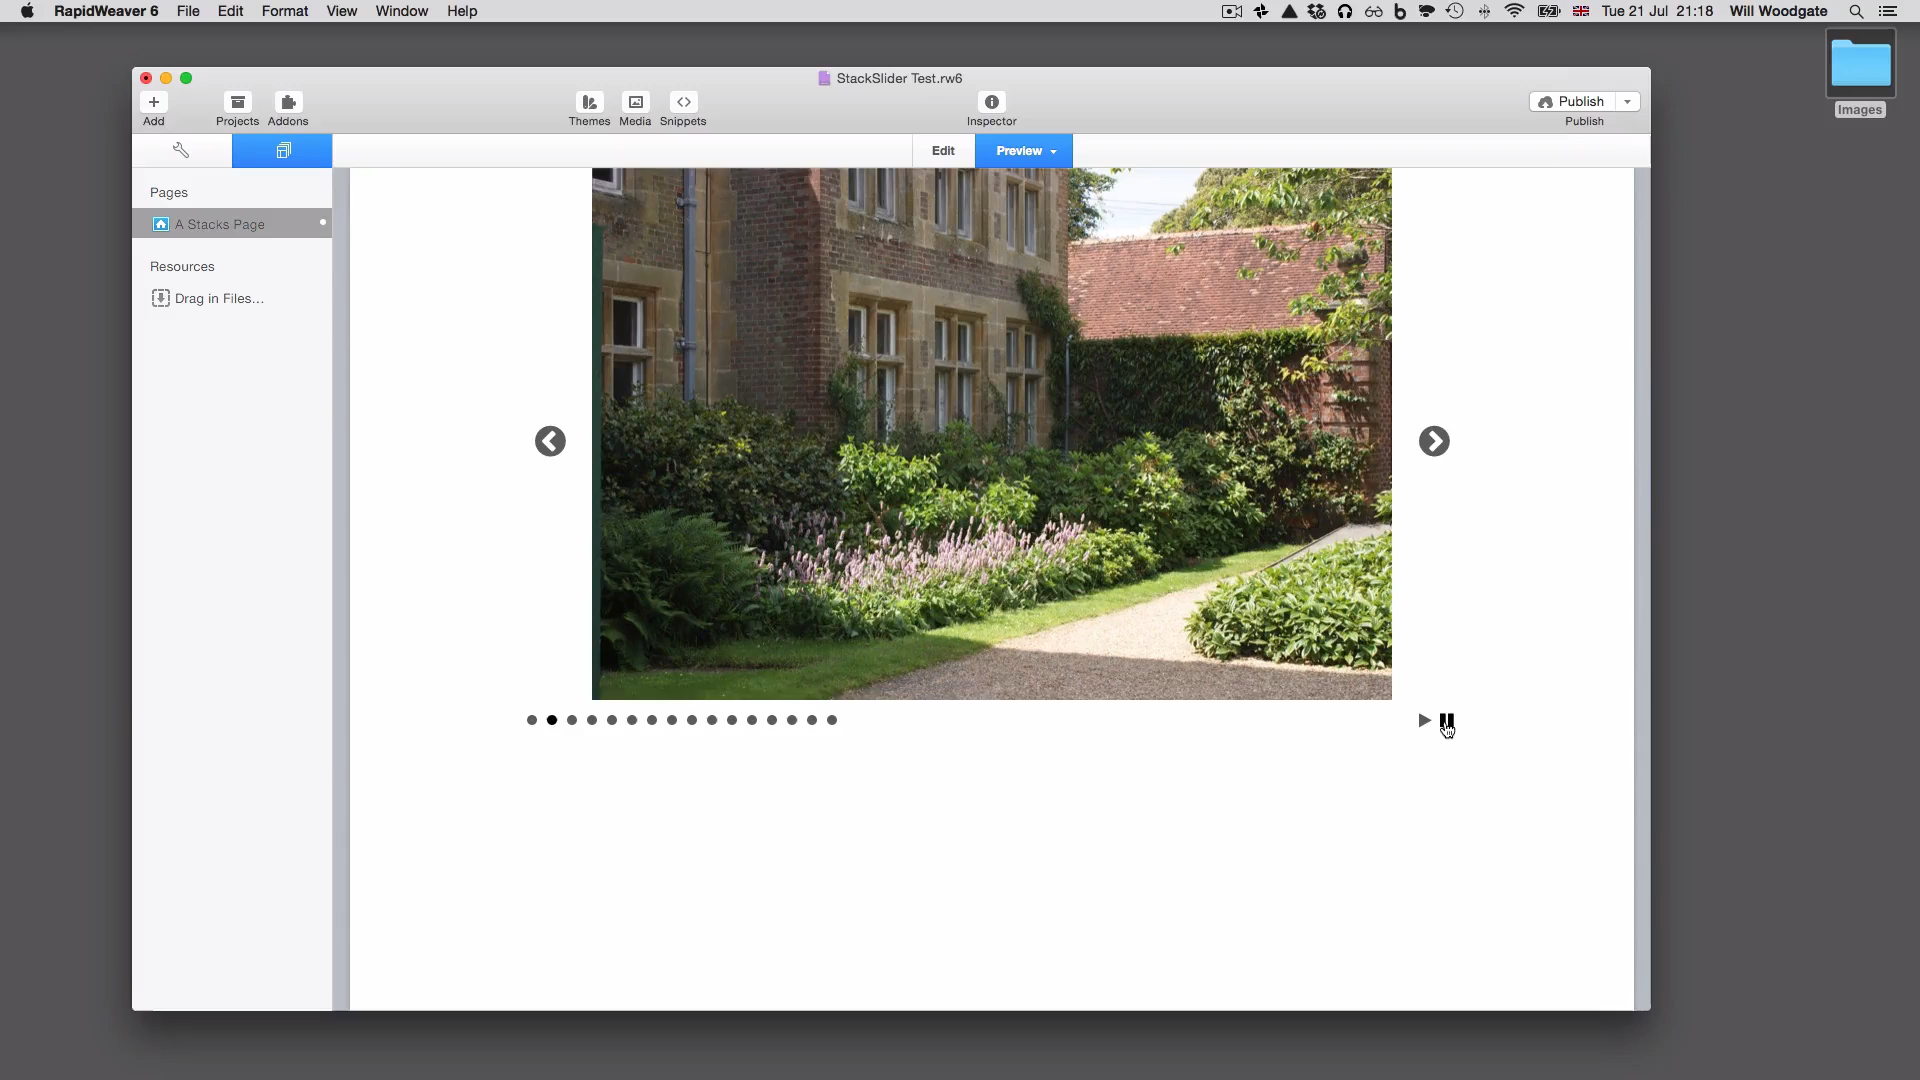 RapidWeaver 6 File Edit Format View Window Help Tue 21 Jul 21:18 Will Woodgate
Images
StackSlider Test.rw6
Add Projects Addons Themes Media Snippets Inspector Publish
Publish
Edit Preview
Pages
A Stacks Page
Resources
Drag in Files...